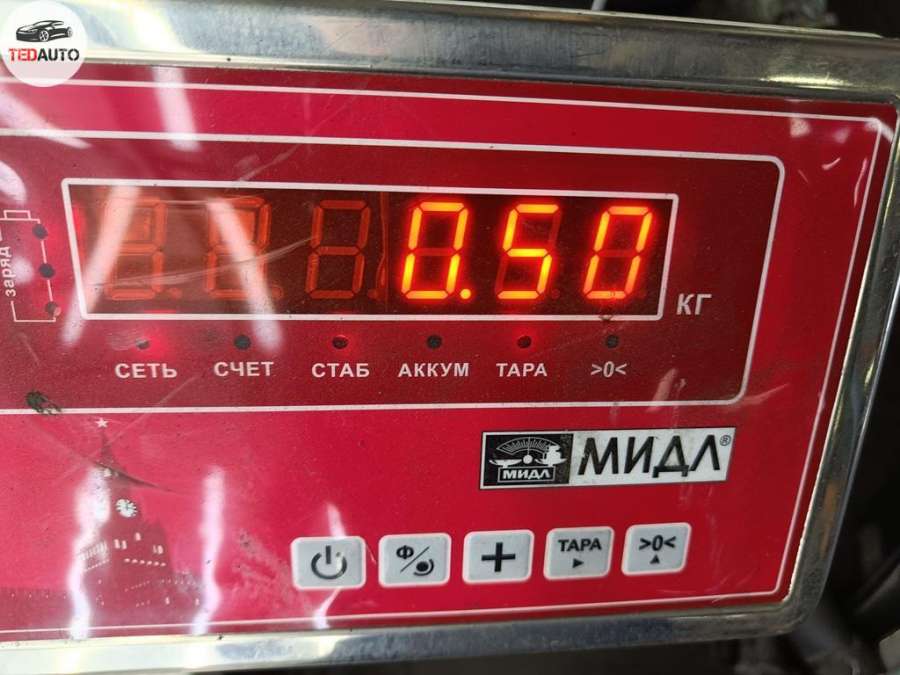 TEDAUTO
заряд
0.50
КГ
СЕТЬ СЧЕТ СТАБ АККУМ ТАРА >0<
МИДЛ МИДЛ®
Ф + ТАРА >0<